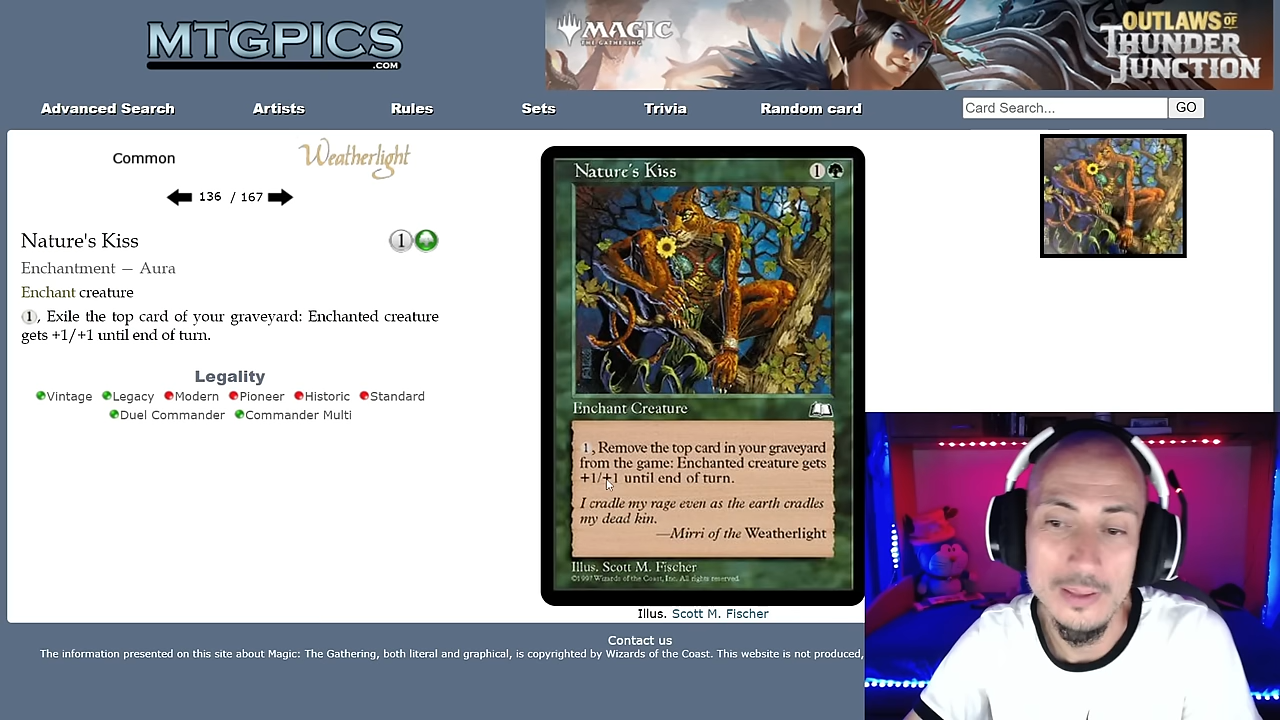 MTGPICS
.COM
MAGIC
THE GATHERING
OUTLAWS OF
THUNDER
JUNCTION
Advanced Search
Artists
Rules
Sets
Trivia
Random card
Card Search...
GO
Common
Weatherlight
136 / 167
Nature's Kiss
1
Enchantment — Aura
Enchant creature
1, Exile the top card of your graveyard: Enchanted creature
gets +1/+1 until end of turn.
Legality
Vintage Legacy Modern Pioneer Historic Standard
Duel Commander Commander Multi
Nature's Kiss
1
Enchant Creature
1, Remove the top card in your graveyard
from the game: Enchanted creature gets
+1/+1 until end of turn.
I cradle my rage even as the earth cradles
my dead kin.
—Mirri of the Weatherlight
Illus. Scott M. Fischer
©1997 Wizards of the Coast, Inc. All rights reserved.
Illus. Scott M. Fischer
Contact us
The information presented on this site about Magic: The Gathering, both literal and graphical, is copyrighted by Wizards of the Coast. This website is not produced,